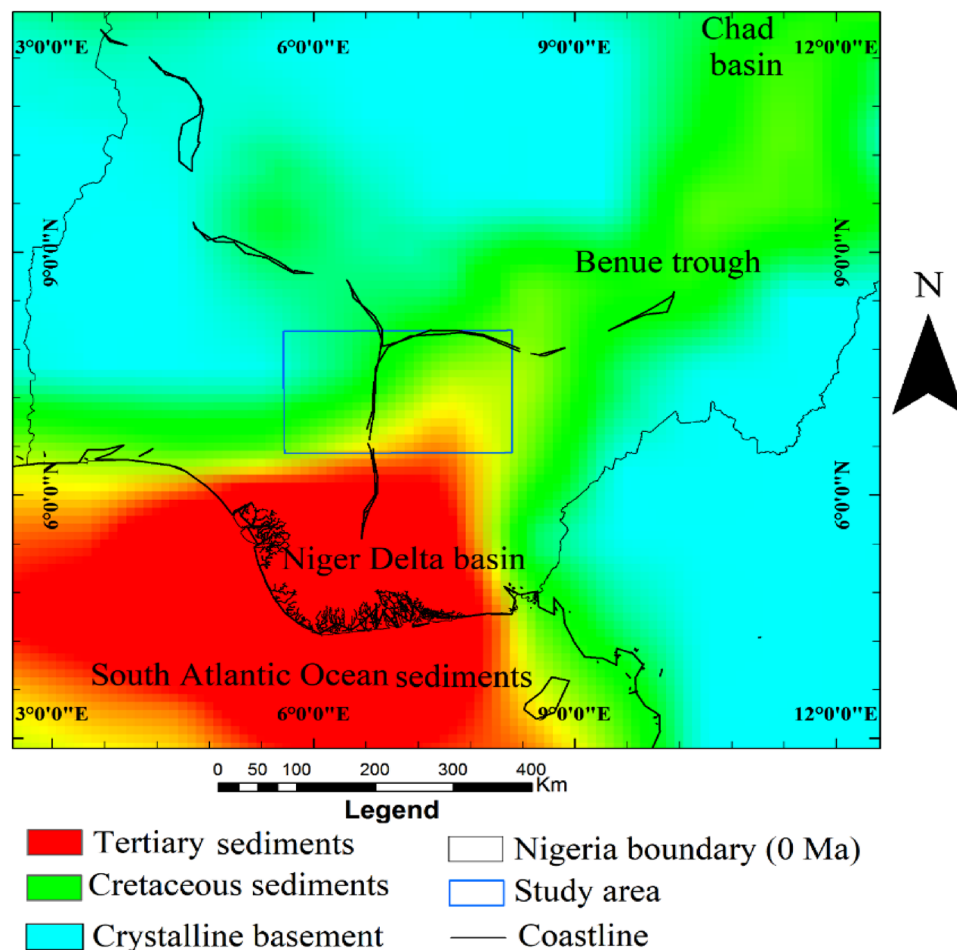 3°0'0"E 6°0'0"E 9°0'0"E 12°0'0"E
Chad
basin
9°0'0"N
9°0'0"N
Benue trough
N
6°0'0"N
6°0'0"N
Niger Delta basin
South Atlantic Ocean sediments
3°0'0"E 6°0'0"E 9°0'0"E 12°0'0"E
0 50 100 200 300 400
Km
Legend
Tertiary sediments
Cretaceous sediments
Crystalline basement
Nigeria boundary (0 Ma)
Study area
Coastline